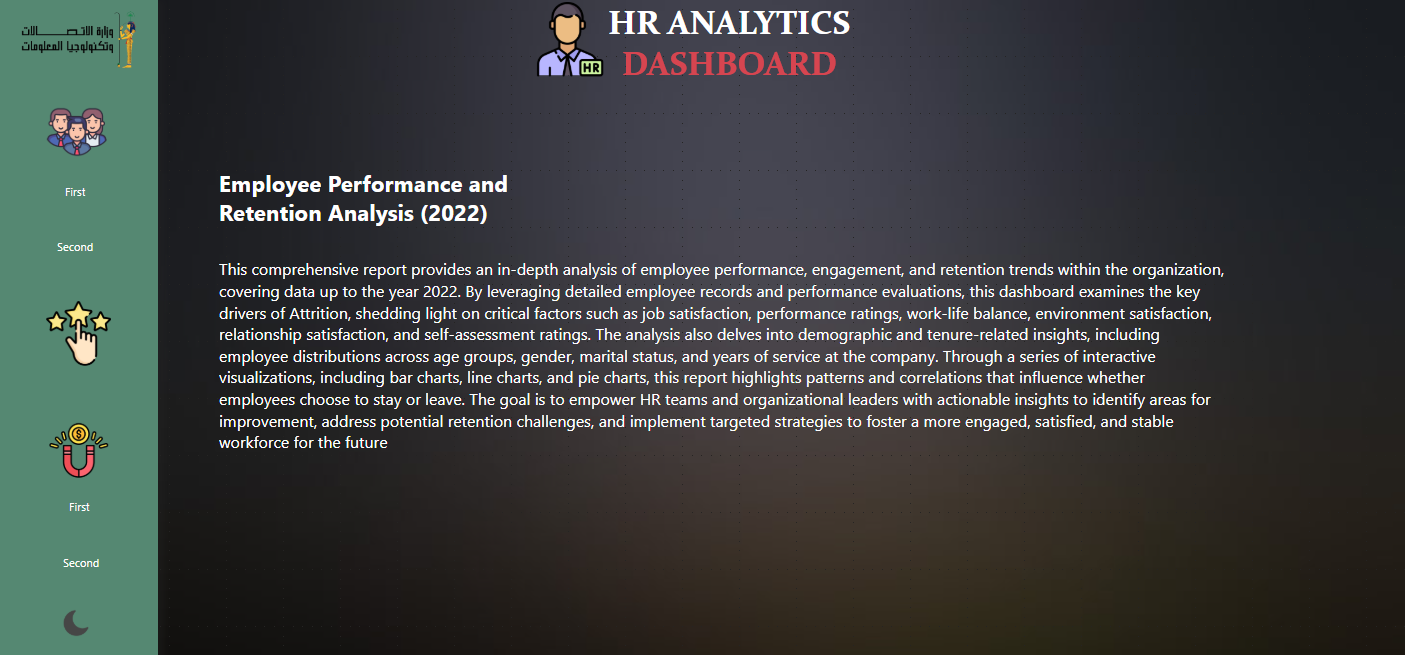 وزارة الاتصالات
وتكنولوجيا المعلومات
HR ANALYTICS
DASHBOARD
HR
First
Second
First
Second
Employee Performance and
Retention Analysis (2022)
This comprehensive report provides an in-depth analysis of employee performance, engagement, and retention trends within the organization,
covering data up to the year 2022. By leveraging detailed employee records and performance evaluations, this dashboard examines the key
drivers of Attrition, shedding light on critical factors such as job satisfaction, performance ratings, work-life balance, environment satisfaction,
relationship satisfaction, and self-assessment ratings. The analysis also delves into demographic and tenure-related insights, including
employee distributions across age groups, gender, marital status, and years of service at the company. Through a series of interactive
visualizations, including bar charts, line charts, and pie charts, this report highlights patterns and correlations that influence whether
employees choose to stay or leave. The goal is to empower HR teams and organizational leaders with actionable insights to identify areas for
improvement, address potential retention challenges, and implement targeted strategies to foster a more engaged, satisfied, and stable
workforce for the future